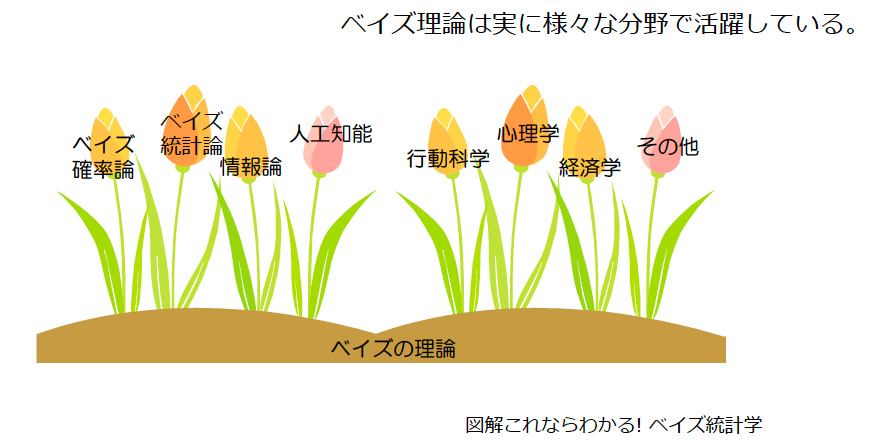 ベイズ理論は実に様々な分野で活躍している。
ベイズ
確率論
ベイズ
統計論
情報論
人工知能
行動科学
心理学
経済学
その他
ベイズの理論
図解これならわかる! ベイズ統計学